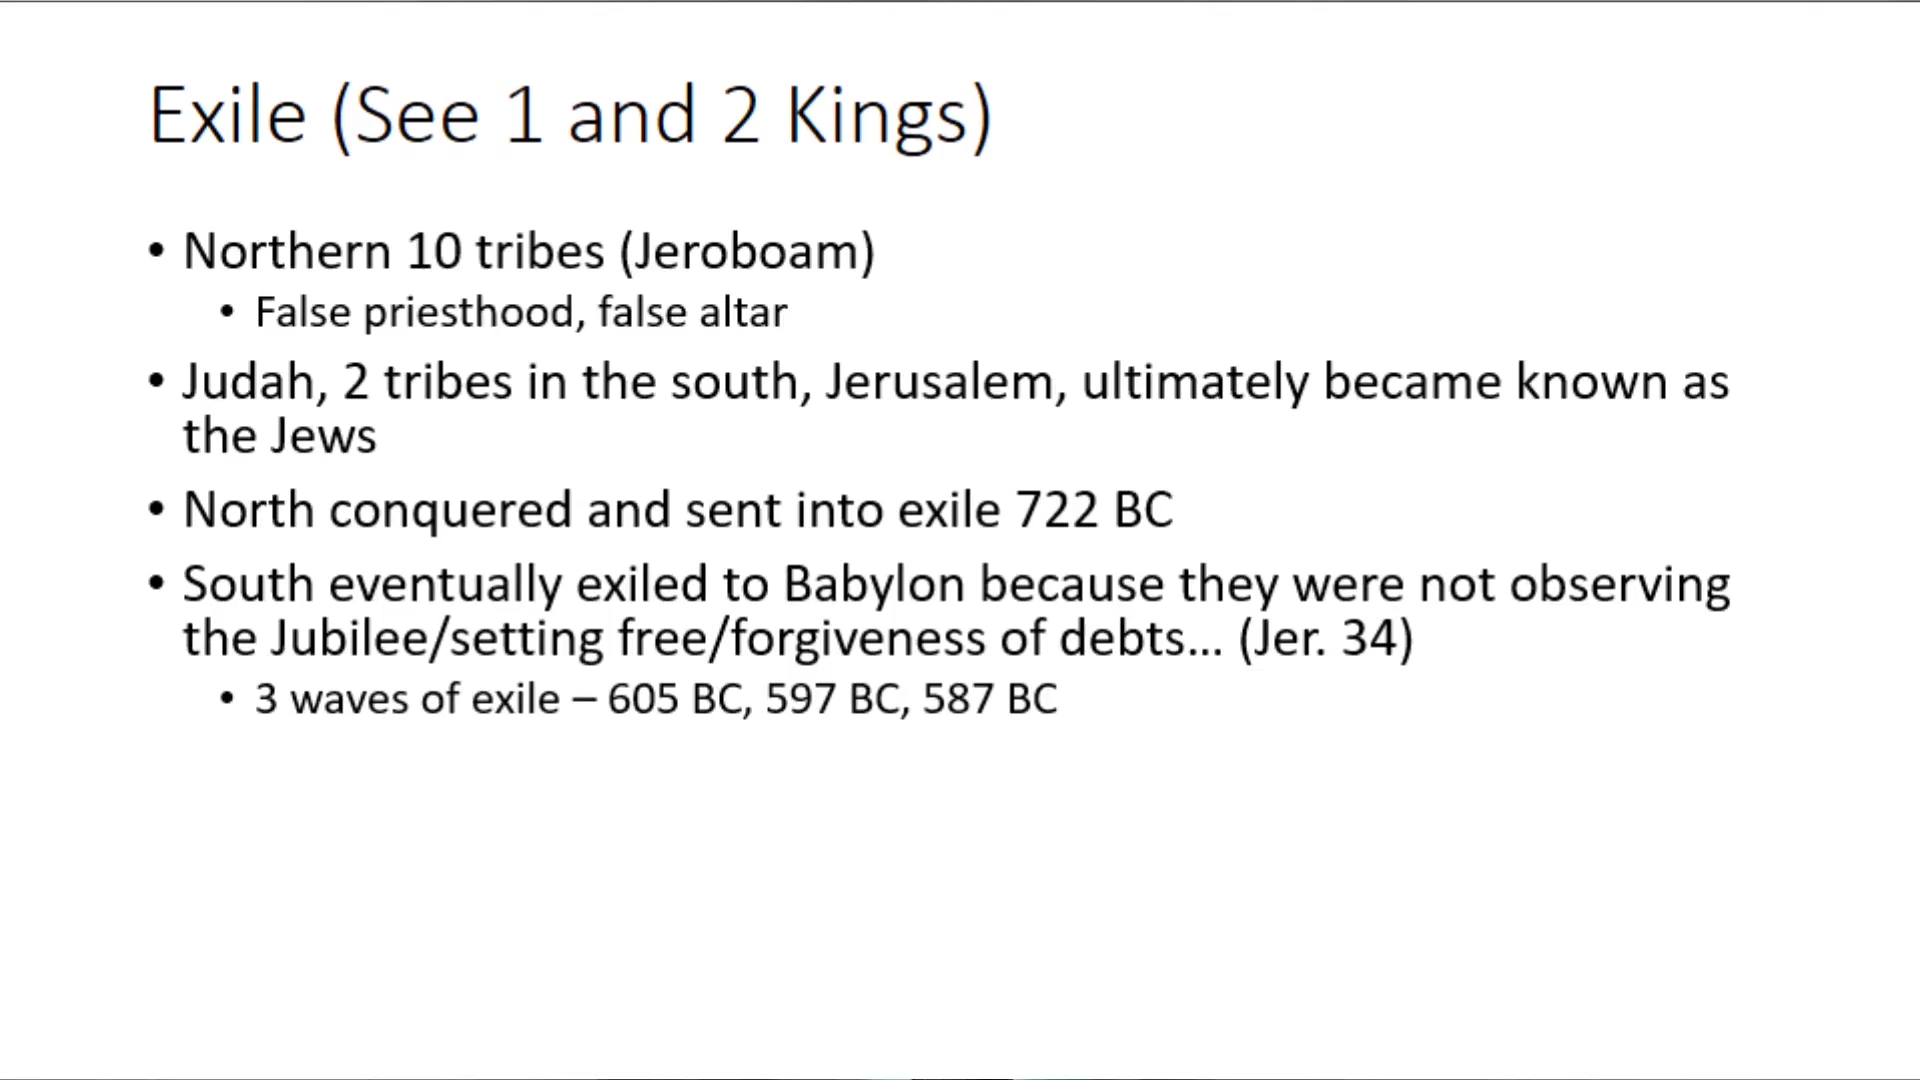 Exile (See 1 and 2 Kings)
• Northern 10 tribes (Jeroboam)
• False priesthood, false altar
• Judah, 2 tribes in the south, Jerusalem, ultimately became known as
the Jews
• North conquered and sent into exile 722 BC
• South eventually exiled to Babylon because they were not observing
the Jubilee/setting free/forgiveness of debts... (Jer. 34)
• 3 waves of exile – 605 BC, 597 BC, 587 BC